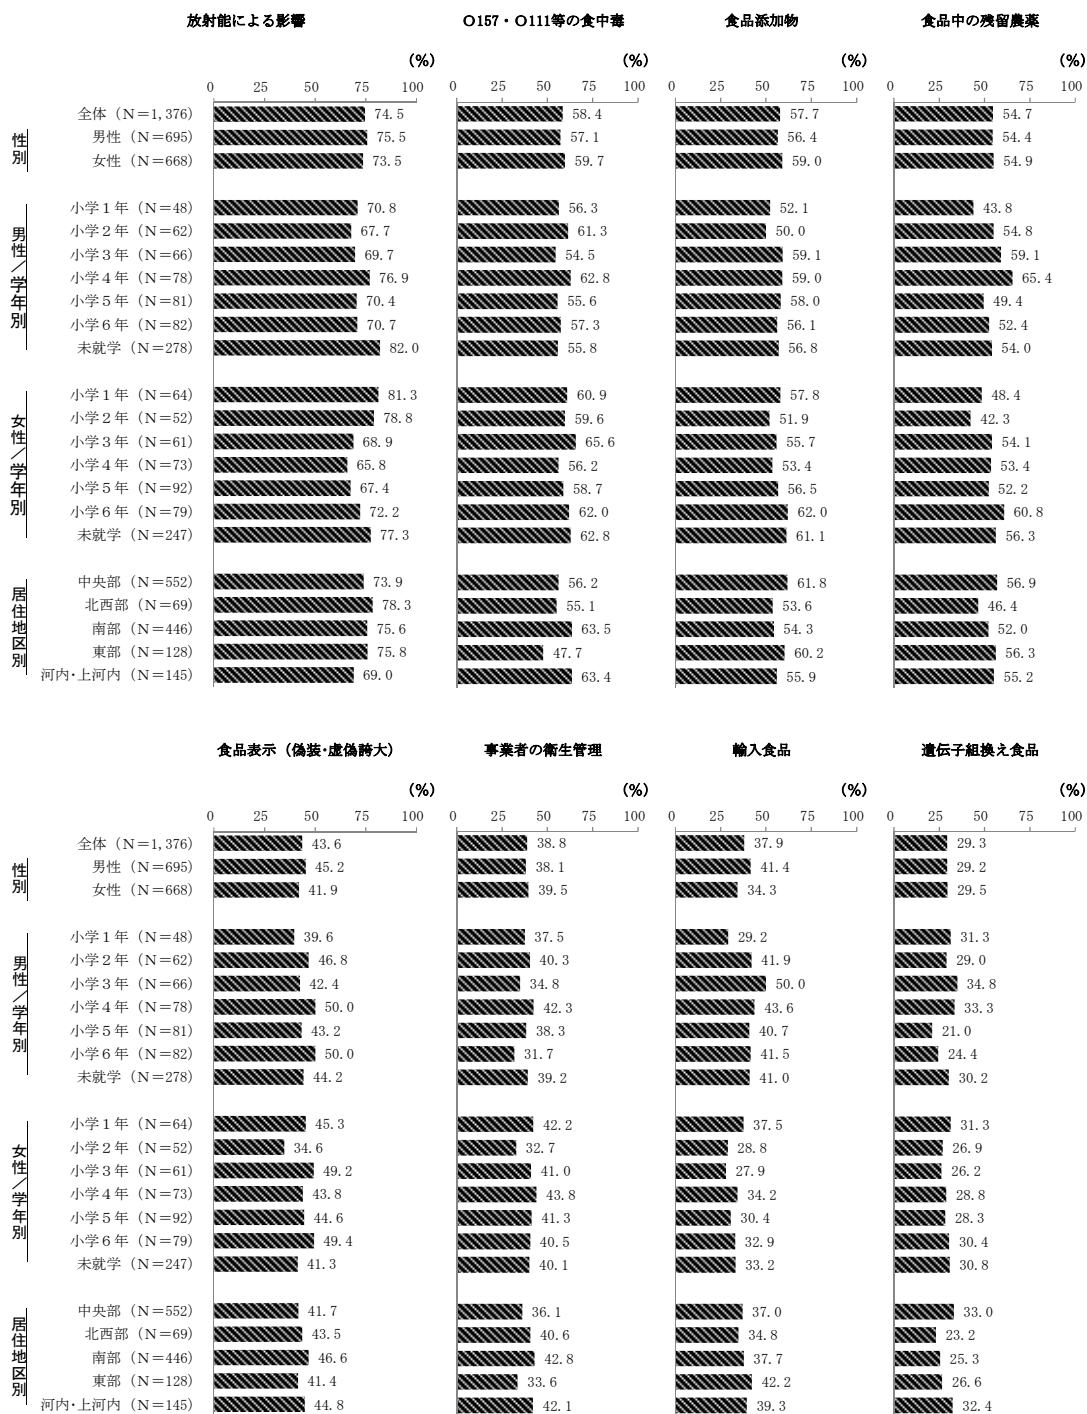 放射能による影響 O157・O111等の食中毒 食品添加物 食品中の残留農薬
(%) (%) (%) (%)
0 25 50 75 100 0 25 50 75 100 0 25 50 75 100 0 25 50 75 100
性別
全体（N＝1,376） 74.5 58.4 57.7 54.7
男性（N＝695） 75.5 57.1 56.4 54.4
女性（N＝668） 73.5 59.7 59.0 54.9
男性／学年別
小学１年（N＝48） 70.8 56.3 52.1 43.8
小学２年（N＝62） 67.7 61.3 50.0 54.8
小学３年（N＝66） 69.7 54.5 59.1 59.1
小学４年（N＝78） 76.9 62.8 59.0 65.4
小学５年（N＝81） 70.4 55.6 58.0 49.4
小学６年（N＝82） 70.7 57.3 56.1 52.4
未就学（N＝278） 82.0 55.8 56.8 54.0
女性／学年別
小学１年（N＝64） 81.3 60.9 57.8 48.4
小学２年（N＝52） 78.8 59.6 51.9 42.3
小学３年（N＝61） 68.9 65.6 55.7 54.1
小学４年（N＝73） 65.8 56.2 53.4 53.4
小学５年（N＝92） 67.4 58.7 56.5 52.2
小学６年（N＝79） 72.2 62.0 62.0 60.8
未就学（N＝247） 77.3 62.8 61.1 56.3
居住地区別
中央部（N＝552） 73.9 56.2 61.8 56.9
北西部（N＝69） 78.3 55.1 53.6 46.4
南部（N＝446） 75.6 63.5 54.3 52.0
東部（N＝128） 75.8 47.7 60.2 56.3
河内･上河内（N＝145） 69.0 63.4 55.9 55.2
食品表示（偽装･虚偽誇大） 事業者の衛生管理 輸入食品 遺伝子組換え食品
(%) (%) (%) (%)
0 25 50 75 100 0 25 50 75 100 0 25 50 75 100 0 25 50 75 100
性別
全体（N＝1,376） 43.6 38.8 37.9 29.3
男性（N＝695） 45.2 38.1 41.4 29.2
女性（N＝668） 41.9 39.5 34.3 29.5
男性／学年別
小学１年（N＝48） 39.6 37.5 29.2 31.3
小学２年（N＝62） 46.8 40.3 41.9 29.0
小学３年（N＝66） 42.4 34.8 50.0 34.8
小学４年（N＝78） 50.0 42.3 43.6 33.3
小学５年（N＝81） 43.2 38.3 40.7 21.0
小学６年（N＝82） 50.0 31.7 41.5 24.4
未就学（N＝278） 44.2 39.2 41.0 30.2
女性／学年別
小学１年（N＝64） 45.3 42.2 37.5 31.3
小学２年（N＝52） 34.6 32.7 28.8 26.9
小学３年（N＝61） 49.2 41.0 27.9 26.2
小学４年（N＝73） 43.8 43.8 34.2 28.8
小学５年（N＝92） 44.6 41.3 30.4 28.3
小学６年（N＝79） 49.4 40.5 32.9 30.4
未就学（N＝247） 41.3 40.1 33.2 30.8
居住地区別
中央部（N＝552） 41.7 36.1 37.0 33.0
北西部（N＝69） 43.5 40.6 34.8 23.2
南部（N＝446） 46.6 42.8 37.7 25.3
東部（N＝128） 41.4 33.6 42.2 26.6
河内･上河内（N＝145） 44.8 42.1 39.3 32.4